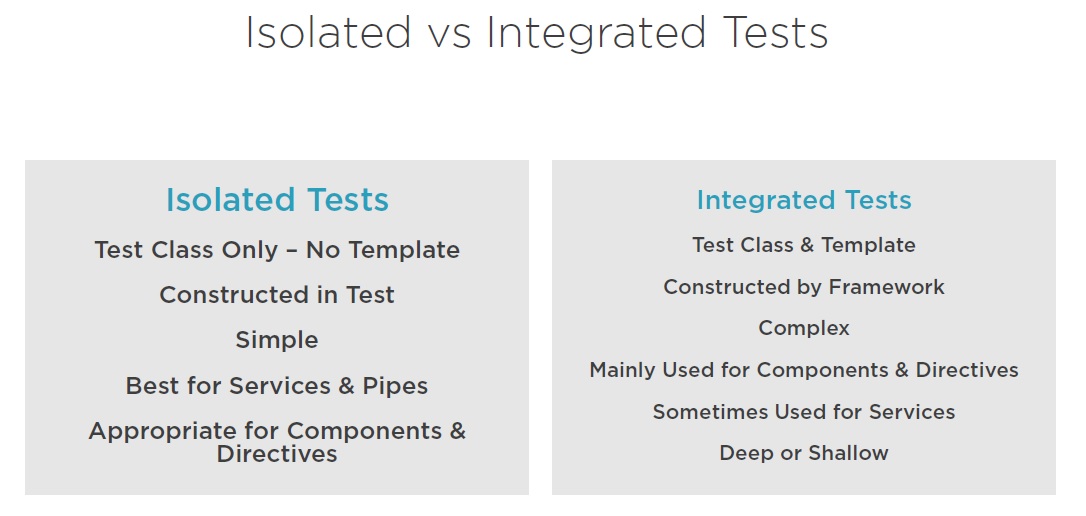 Isolated vs Integrated Tests
Isolated Tests
Test Class Only – No Template
Constructed in Test
Simple
Best for Services & Pipes
Appropriate for Components &
Directives
Integrated Tests
Test Class & Template
Constructed by Framework
Complex
Mainly Used for Components & Directives
Sometimes Used for Services
Deep or Shallow